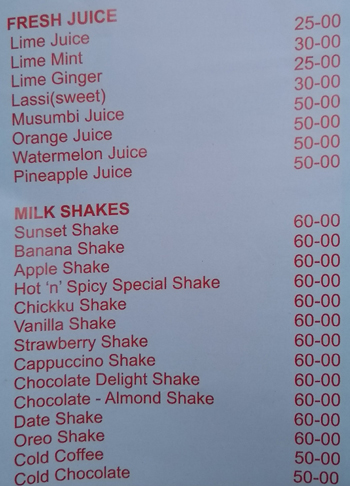 FRESH JUICE
Lime Juice 25-00
Lime Mint 30-00
Lime Ginger 25-00
Lassi(sweet) 30-00
Musumbi Juice 50-00
Orange Juice 50-00
Watermelon Juice 50-00
Pineapple Juice 50-00
MILK SHAKES
Sunset Shake 60-00
Banana Shake 60-00
Apple Shake 60-00
Hot 'n' Spicy Special Shake 60-00
Chickku Shake 60-00
Vanilla Shake 60-00
Strawberry Shake 60-00
Cappuccino Shake 60-00
Chocolate Delight Shake 60-00
Chocolate - Almond Shake 60-00
Date Shake 60-00
Oreo Shake 60-00
Cold Coffee 50-00
Cold Chocolate 50-00